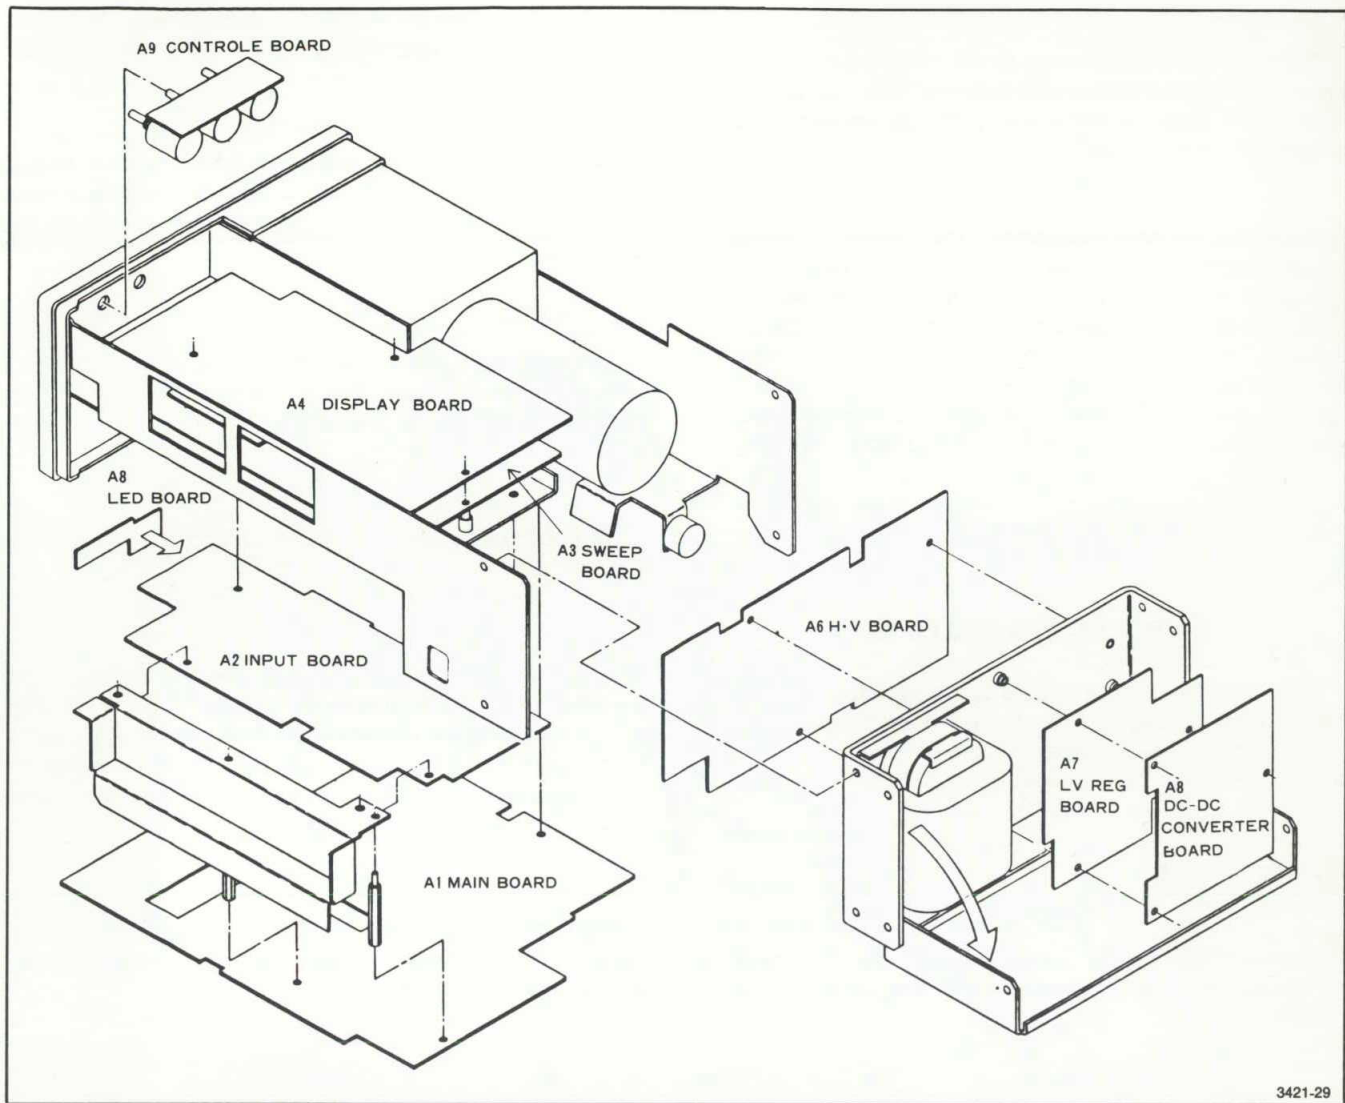 A9 CONTROLE BOARD
A4 DISPLAY BOARD
A8
LED BOARD
A3 SWEEP
BOARD
A6 H·V BOARD
A2 INPUT BOARD
A7
LV REG
BOARD
A8
DC-DC
CONVERTER
BOARD
A1 MAIN BOARD
3421-29